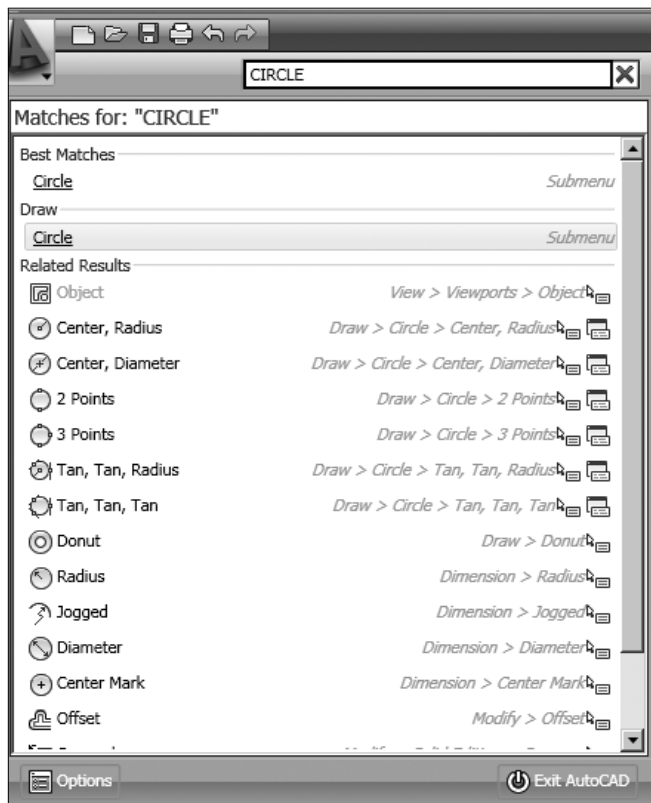 CIRCLE
Matches for: "CIRCLE"
Best Matches
Circle Submenu
Draw
Circle Submenu
Related Results
Object View > Viewports > Object
Center, Radius Draw > Circle > Center, Radius
Center, Diameter Draw > Circle > Center, Diameter
2 Points Draw > Circle > 2 Points
3 Points Draw > Circle > 3 Points
Tan, Tan, Radius Draw > Circle > Tan, Tan, Radius
Tan, Tan, Tan Draw > Circle > Tan, Tan, Tan
Donut Draw > Donut
Radius Dimension > Radius
Jogged Dimension > Jogged
Diameter Dimension > Diameter
Center Mark Dimension > Center Mark
Offset Modify > Offset
Options Exit AutoCAD